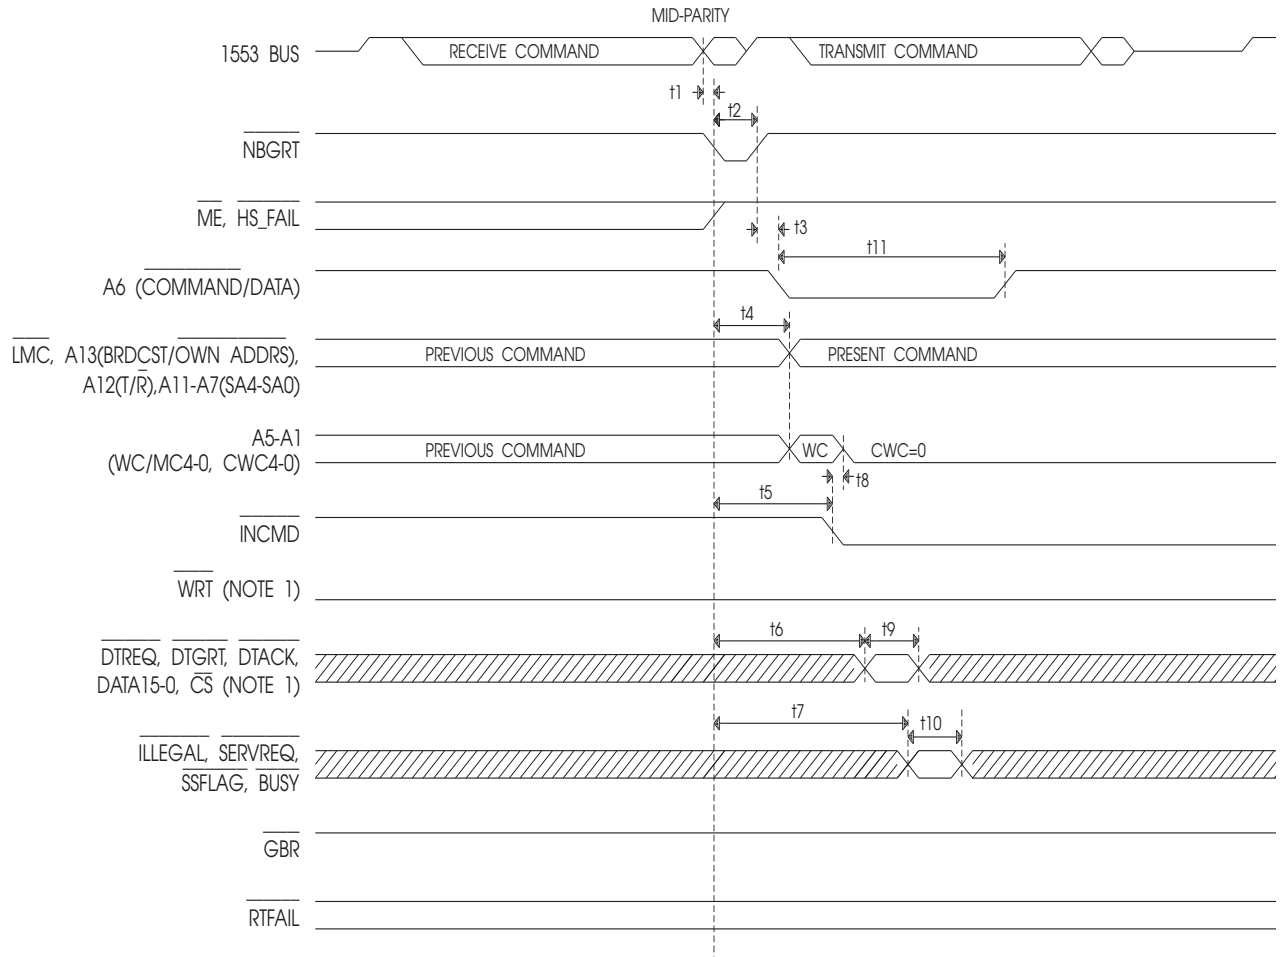 MID-PARITY
1553 BUS
RECEIVE COMMAND
TRANSMIT COMMAND
t1
t2
NBGRT
ME, HS_FAIL
t3
t11
A6 (COMMAND/DATA)
t4
LMC, A13(BRDCST/OWN ADDRS),
A12(T/R),A11-A7(SA4-SA0)
PREVIOUS COMMAND
PRESENT COMMAND
A5-A1
(WC/MC4-0, CWC4-0)
PREVIOUS COMMAND
WC
CWC=0
t8
t5
INCMD
WRT (NOTE 1)
t6
t9
DTREQ, DTGRT, DTACK,
DATA15-0, CS (NOTE 1)
t7
t10
ILLEGAL, SERVREQ,
SSFLAG, BUSY
GBR
RTFAIL